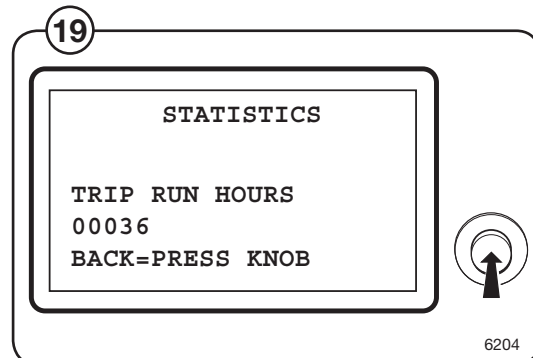 19
STATISTICS
TRIP RUN HOURS
00036
BACK=PRESS KNOB
6204